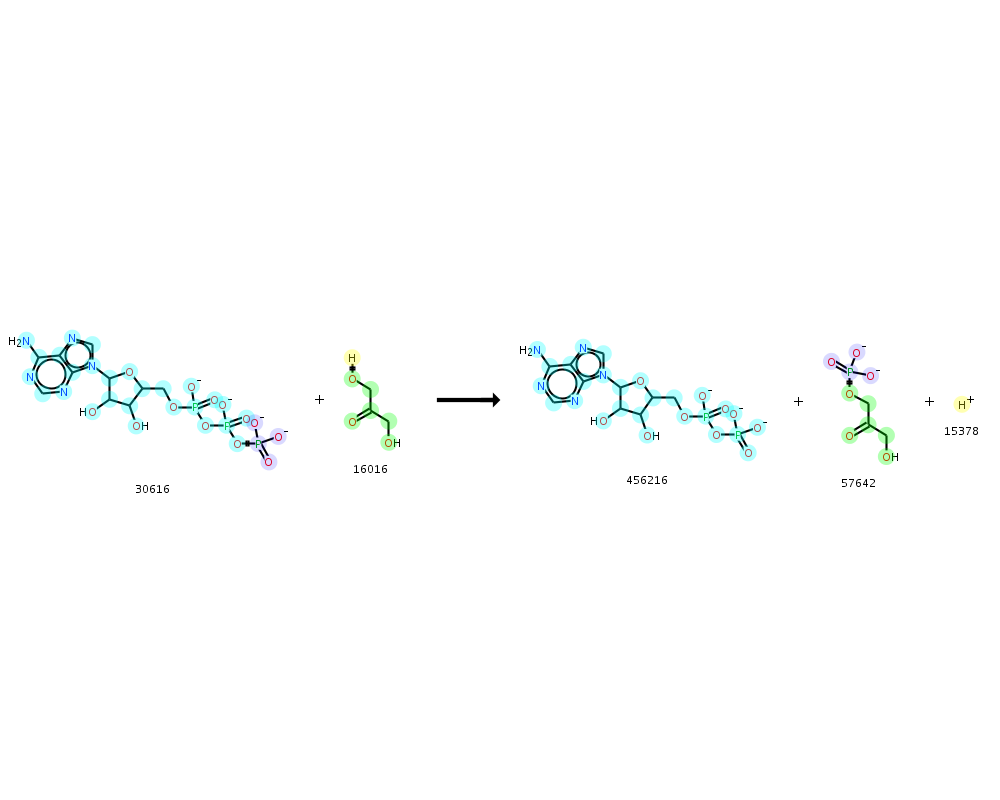 H₂N N N N N O HO OH O P O⁻ O O P O⁻ O O P O⁻ O⁻ O
30616
+
H O O OH
16016
H₂N N N N N O HO OH O P O⁻ O O P O⁻ O⁻ O
456216
+
O P O⁻ O⁻ O O OH
57642
+
H⁺
15378